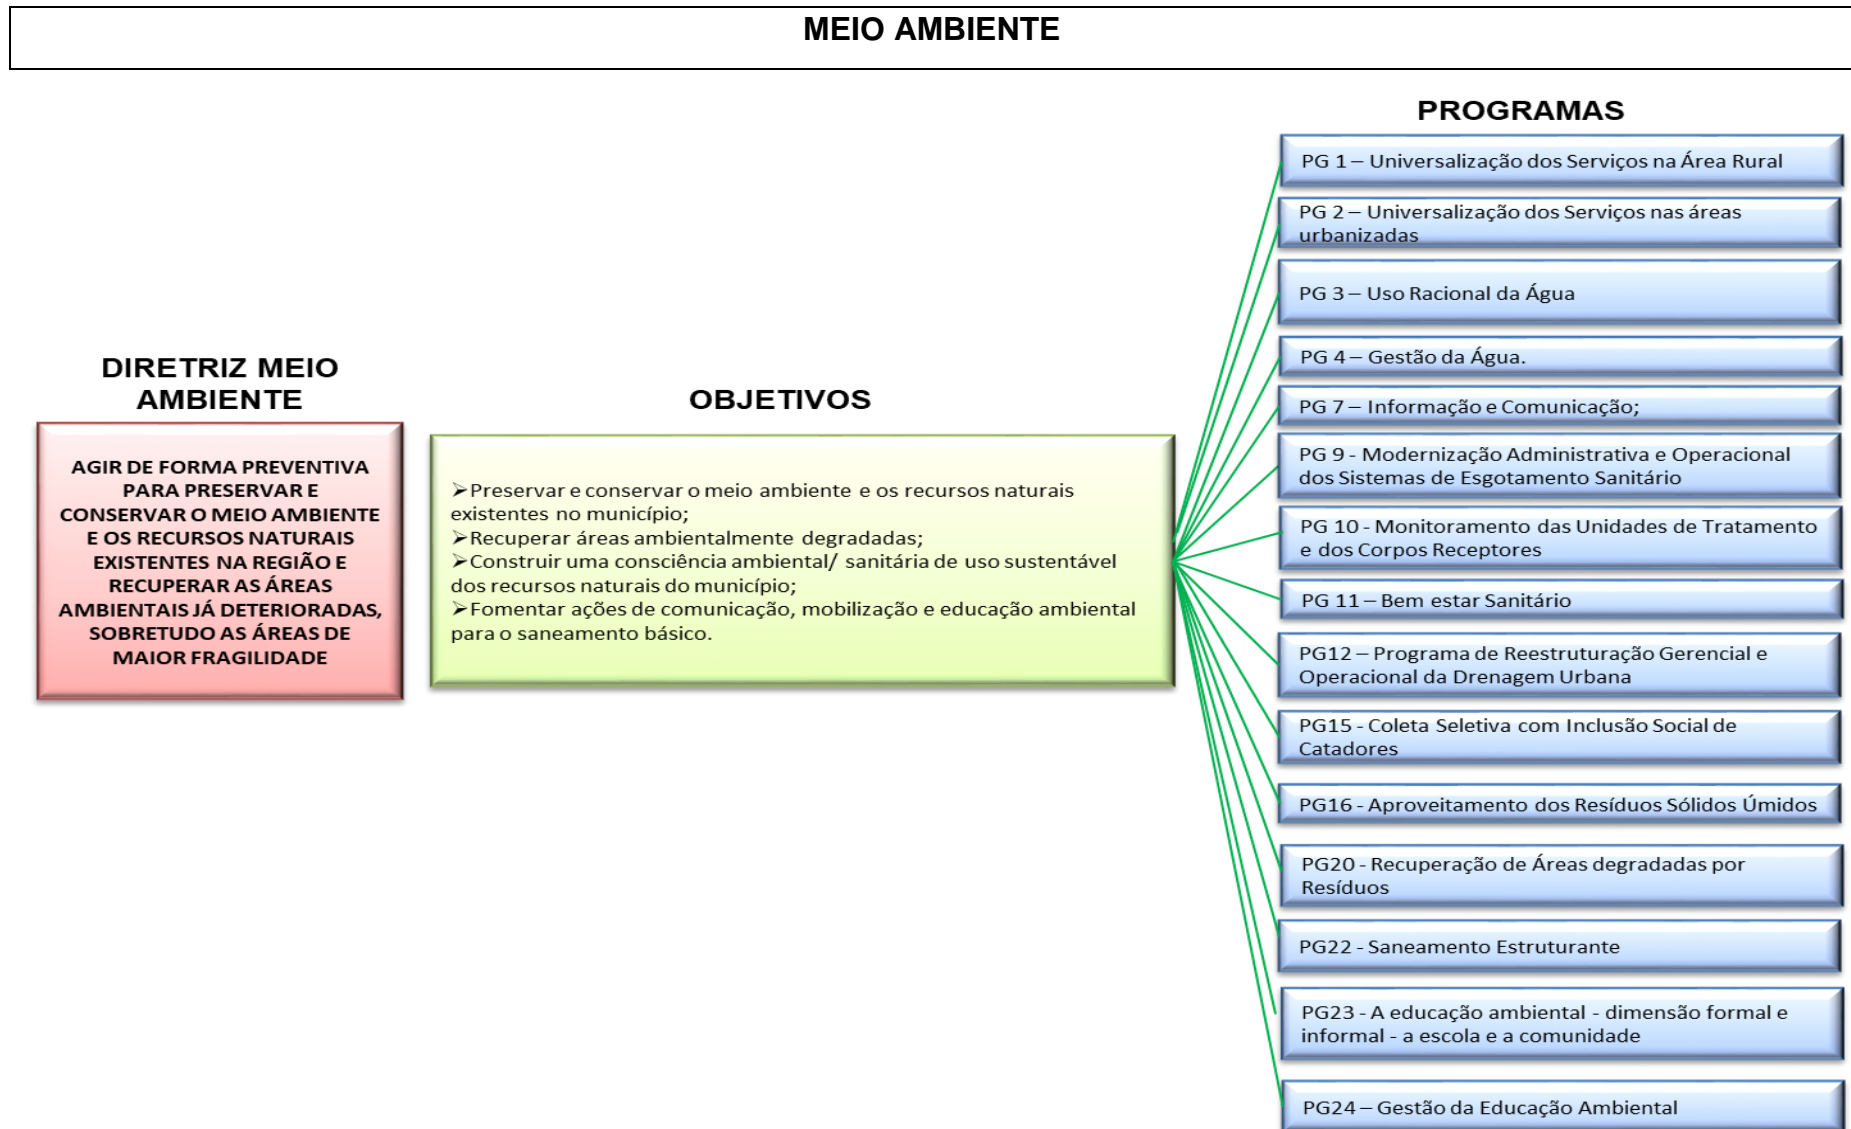 MEIO AMBIENTE
DIRETRIZ MEIO
AMBIENTE
AGIR DE FORMA PREVENTIVA
PARA PRESERVAR E
CONSERVAR O MEIO AMBIENTE
E OS RECURSOS NATURAIS
EXISTENTES NA REGIÃO E
RECUPERAR AS ÁREAS
AMBIENTAIS JÁ DETERIORADAS,
SOBRETUDO AS ÁREAS DE
MAIOR FRAGILIDADE
OBJETIVOS
➢Preservar e conservar o meio ambiente e os recursos naturais
existentes no município;
➢Recuperar áreas ambientalmente degradadas;
➢Construir uma consciência ambiental/ sanitária de uso sustentável
dos recursos naturais do município;
➢Fomentar ações de comunicação, mobilização e educação ambiental
para o saneamento básico.
PROGRAMAS
PG 1 – Universalização dos Serviços na Área Rural
PG 2 – Universalização dos Serviços nas áreas
urbanizadas
PG 3 – Uso Racional da Água
PG 4 – Gestão da Água.
PG 7 – Informação e Comunicação;
PG 9 - Modernização Administrativa e Operacional
dos Sistemas de Esgotamento Sanitário
PG 10 - Monitoramento das Unidades de Tratamento
e dos Corpos Receptores
PG 11 – Bem estar Sanitário
PG12 – Programa de Reestruturação Gerencial e
Operacional da Drenagem Urbana
PG15 - Coleta Seletiva com Inclusão Social de
Catadores
PG16 - Aproveitamento dos Resíduos Sólidos Úmidos
PG20 - Recuperação de Áreas degradadas por
Resíduos
PG22 - Saneamento Estruturante
PG23 - A educação ambiental - dimensão formal e
informal - a escola e a comunidade
PG24 – Gestão da Educação Ambiental